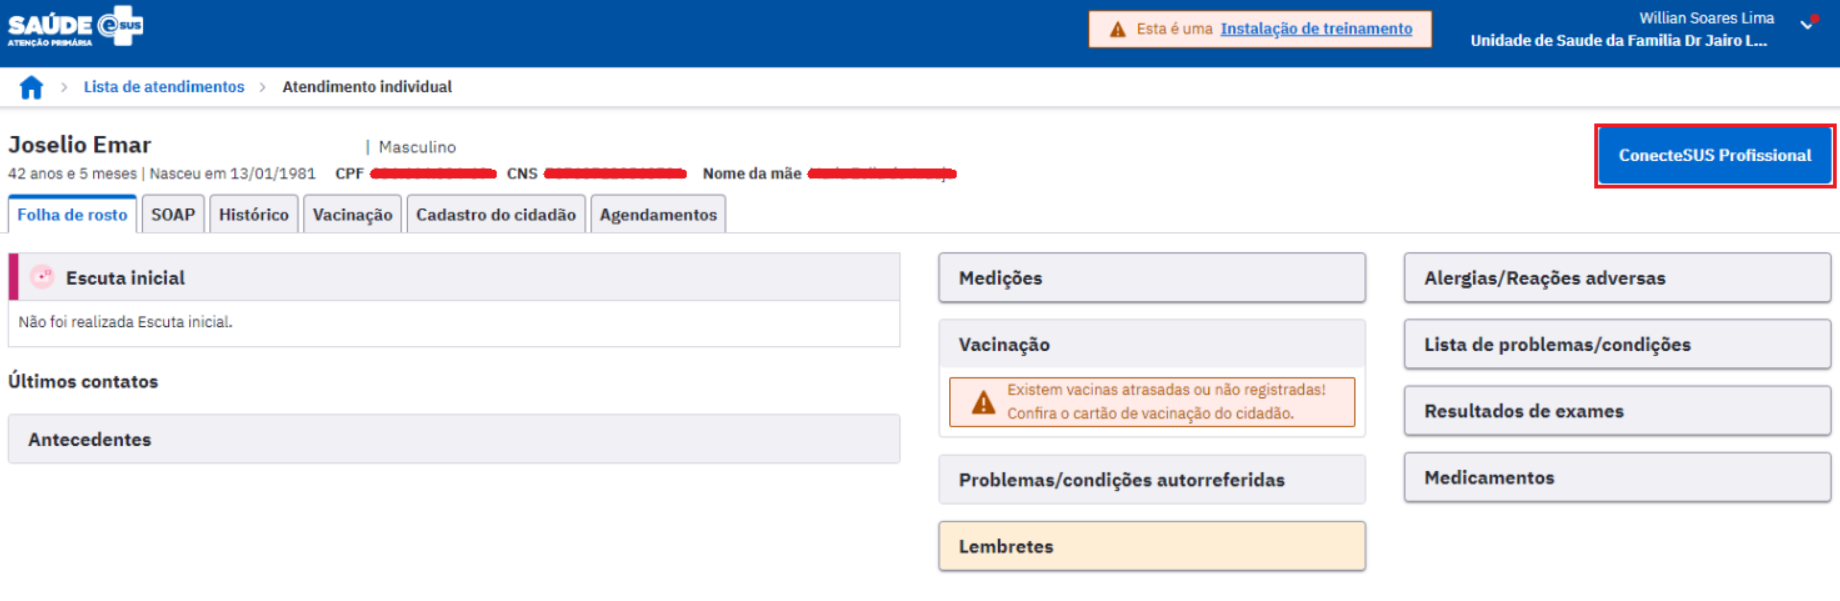 SAÚDE e SUS
ATENÇÃO PRIMÁRIA
Esta é uma Instalação de treinamento
Willian Soares Lima
Unidade de Saude da Familia Dr Jairo L...
Lista de atendimentos > Atendimento individual
Joselio Emar | Masculino
42 anos e 5 meses | Nasceu em 13/01/1981 CPF CNS Nome da mãe
ConecteSUS Profissional
Folha de rosto SOAP Histórico Vacinação Cadastro do cidadão Agendamentos
Escuta inicial
Não foi realizada Escuta inicial.
Últimos contatos
Antecedentes
Medições
Vacinação
Existem vacinas atrasadas ou não registradas!
Confira o cartão de vacinação do cidadão.
Problemas/condições autorreferidas
Lembretes
Alergias/Reações adversas
Lista de problemas/condições
Resultados de exames
Medicamentos